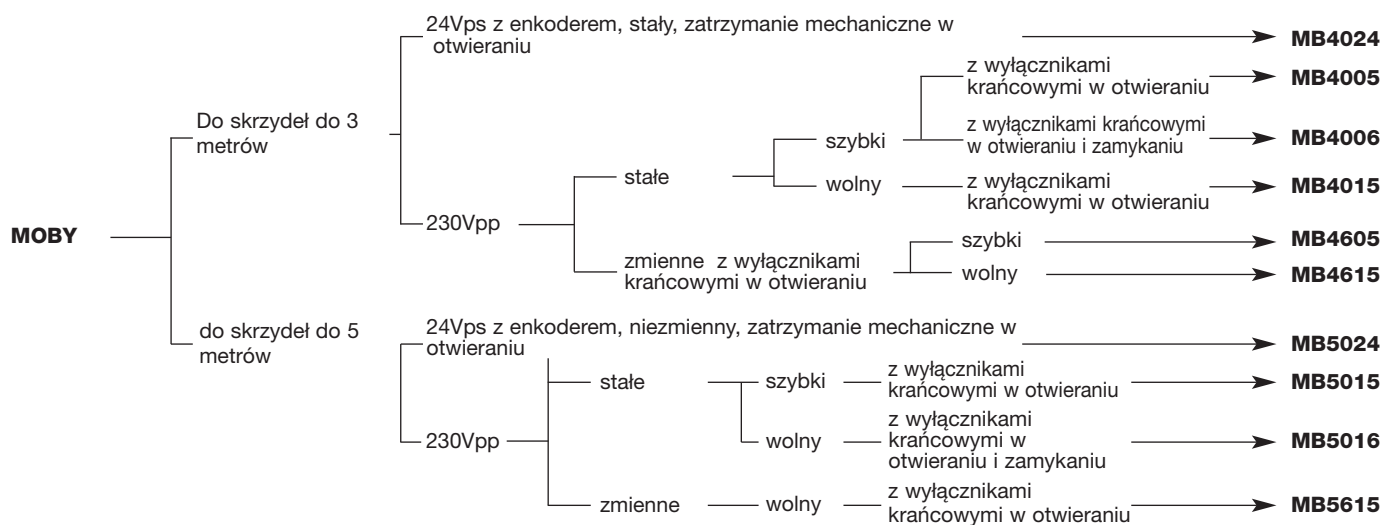 24Vps z enkoderem, stały, zatrzymanie mechaniczne w
otwieraniu
MB4024
z wyłącznikami
krańcowymi w otwieraniu
MB4005
Do skrzydeł do 3
metrów
szybki
z wyłącznikami krańcowymi
w otwieraniu i zamykaniu
MB4006
stałe
wolny
z wyłącznikami
krańcowymi w otwieraniu
MB4015
MOBY
230Vpp
zmienne z wyłącznikami
krańcowymi w otwieraniu
szybki
MB4605
wolny
MB4615
do skrzydeł do 5
metrów
24Vps z enkoderem, niezmienny, zatrzymanie mechaniczne w
otwieraniu
MB5024
stałe
szybki
z wyłącznikami
krańcowymi w otwieraniu
MB5015
230Vpp
wolny
z wyłącznikami
krańcowymi w
otwieraniu i zamykaniu
MB5016
zmienne
wolny
z wyłącznikami
krańcowymi w otwieraniu
MB5615